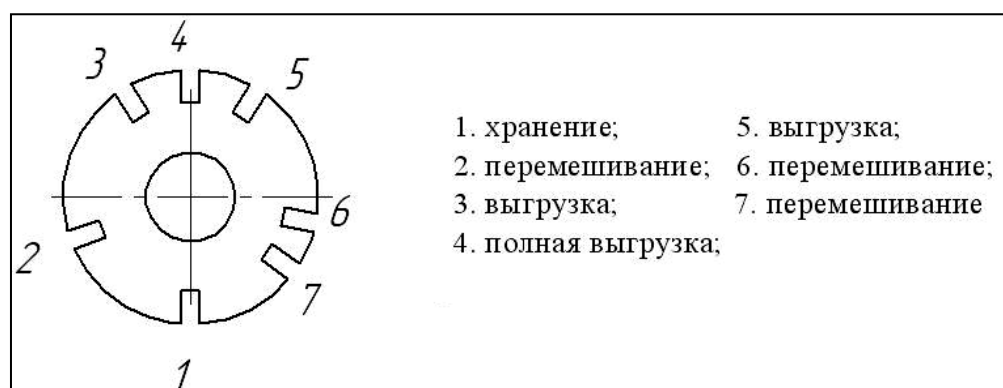 4
3
5
1. хранение;
5. выгрузка;
2. перемешивание;
6. перемешивание;
3. выгрузка;
7. перемешивание
4. полная выгрузка;
6
2
7
1